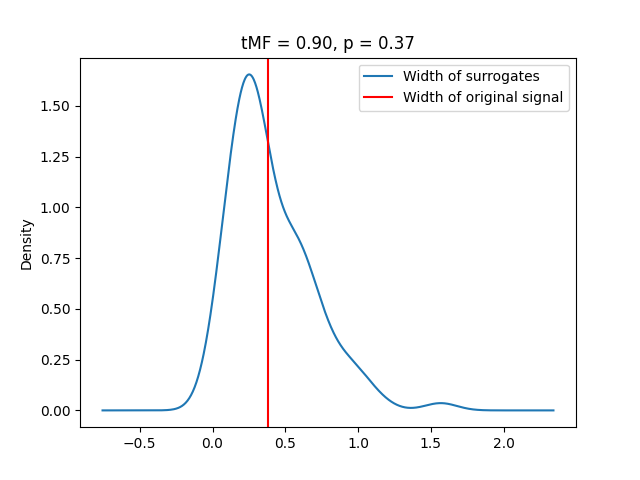 tMF = 0.90, p = 0.37
Width of surrogates
Width of original signal
Density
1.50
1.25
1.00
0.75
0.50
0.25
0.00
−0.5 0.0 0.5 1.0 1.5 2.0